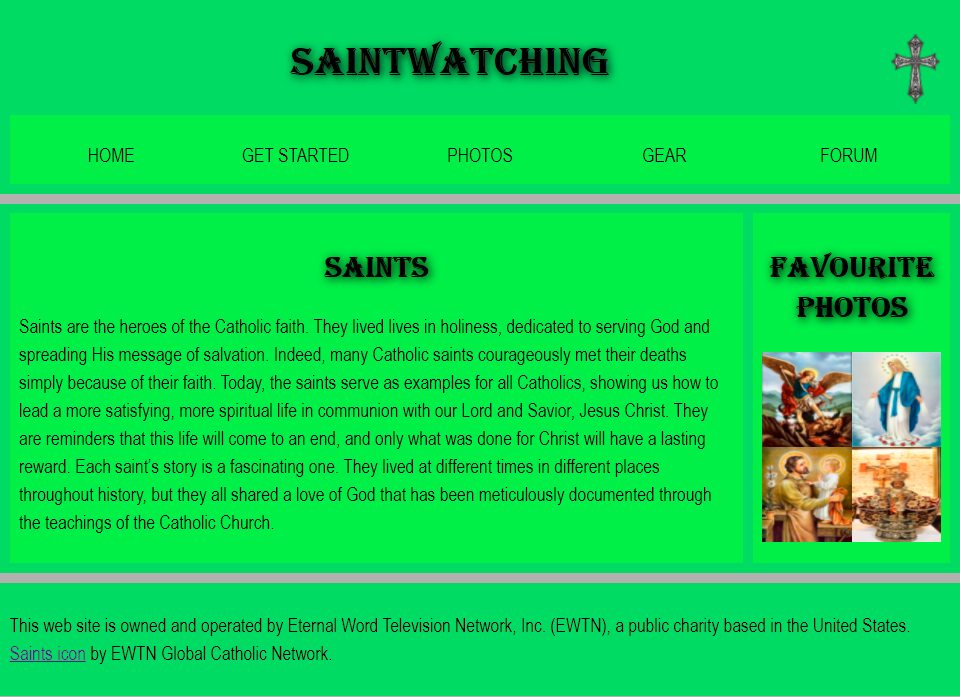 SAINTWATCHING
HOME GET STARTED PHOTOS GEAR FORUM
SAINTS
Saints are the heroes of the Catholic faith. They lived lives in holiness, dedicated to serving God and
spreading His message of salvation. Indeed, many Catholic saints courageously met their deaths
simply because of their faith. Today, the saints serve as examples for all Catholics, showing us how to
lead a more satisfying, more spiritual life in communion with our Lord and Savior, Jesus Christ. They
are reminders that this life will come to an end, and only what was done for Christ will have a lasting
reward. Each saint's story is a fascinating one. They lived at different times in different places
throughout history, but they all shared a love of God that has been meticulously documented through
the teachings of the Catholic Church.
FAVOURITE
PHOTOS
This web site is owned and operated by Eternal Word Television Network, Inc. (EWTN), a public charity based in the United States.
Saints icon by EWTN Global Catholic Network.